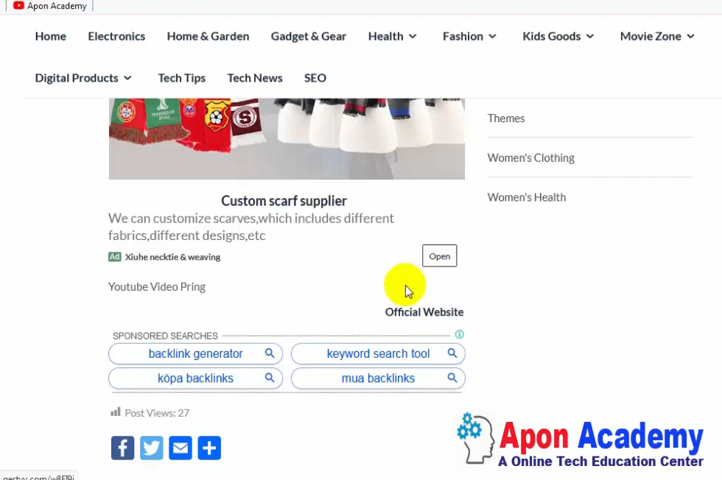 Apon Academy
Home Electronics Home & Garden Gadget & Gear Health Fashion Kids Goods Movie Zone
Digital Products Tech Tips Tech News SEO
Themes
Women's Clothing
Women's Health
Custom scarf supplier
We can customize scarves,which includes different
fabrics,different designs,etc
Ad Xiuhe necktie & weaving
Open
Youtube Video Pring
Official Website
SPONSORED SEARCHES
backlink generator keyword search tool
köpa backlinks mua backlinks
Post Views: 27
Apon Academy
A Online Tech Education Center